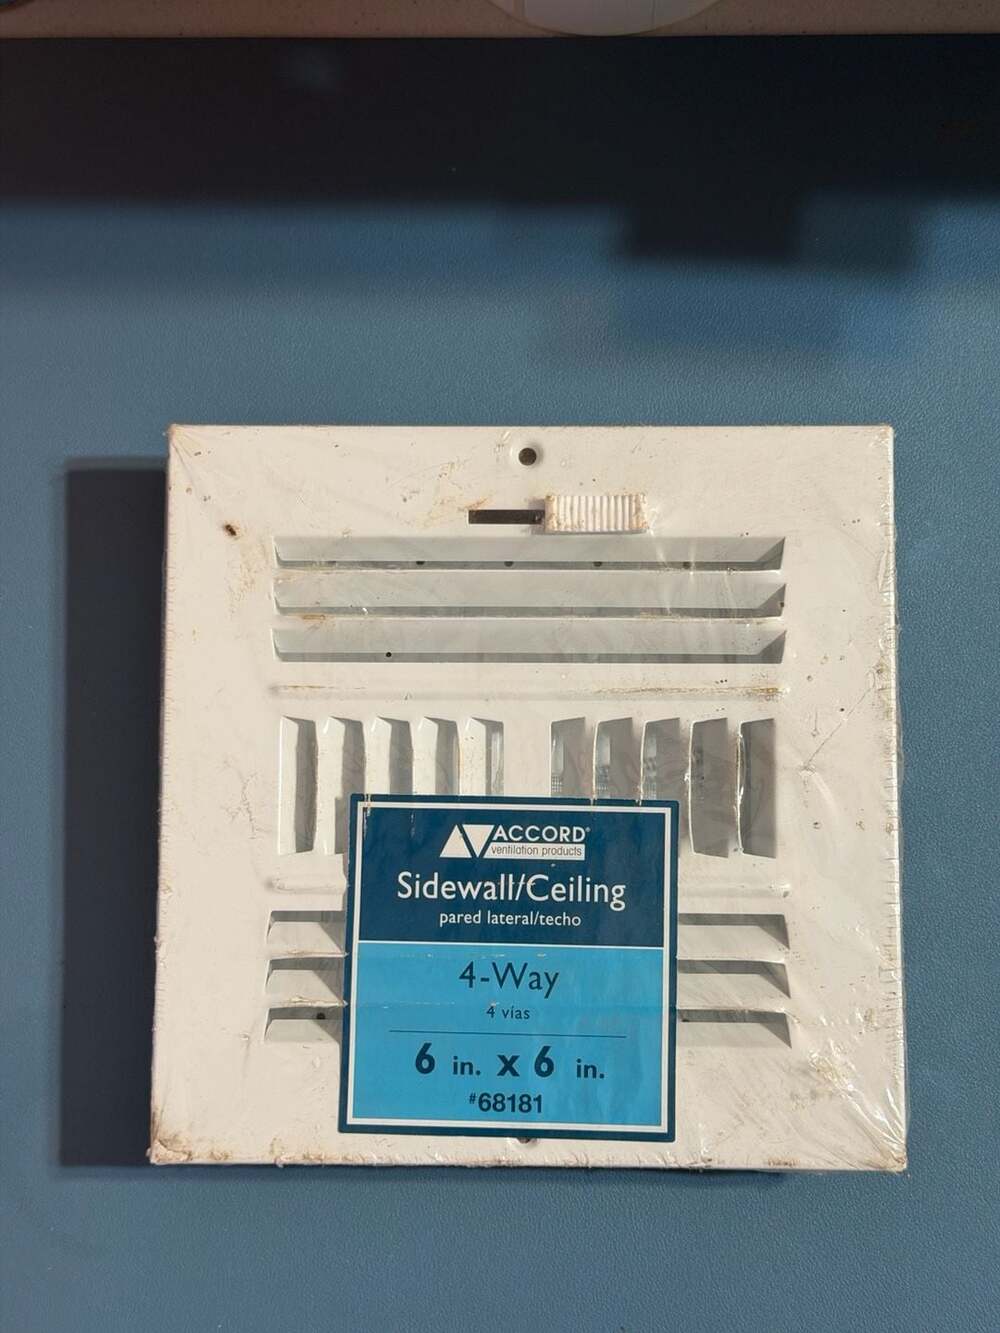 ACCORD®
ventilation products
Sidewall/Ceiling
pared lateral/techo
4-Way
4 vías
6 in. x 6 in.
#68181